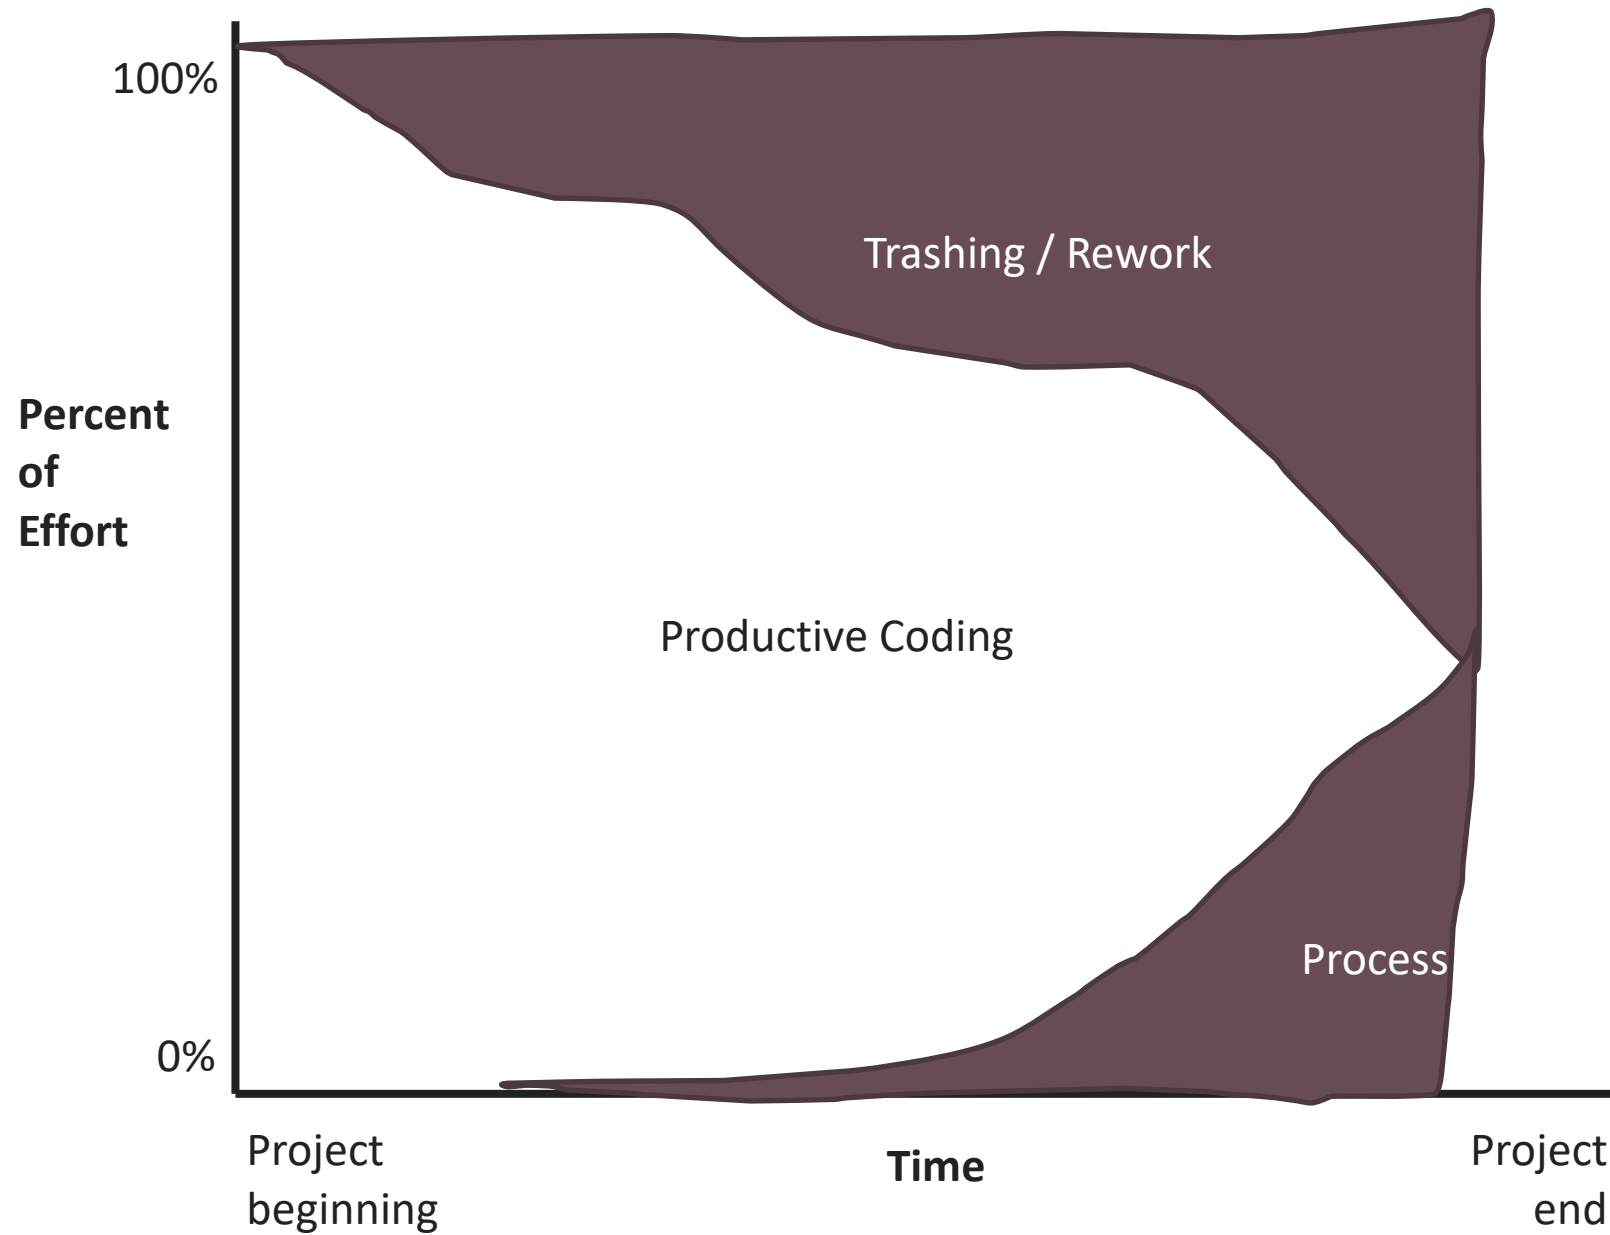 100%
Trashing / Rework
Percent
of
Effort
Productive Coding
Process
0%
Project
beginning
Time
Project
end